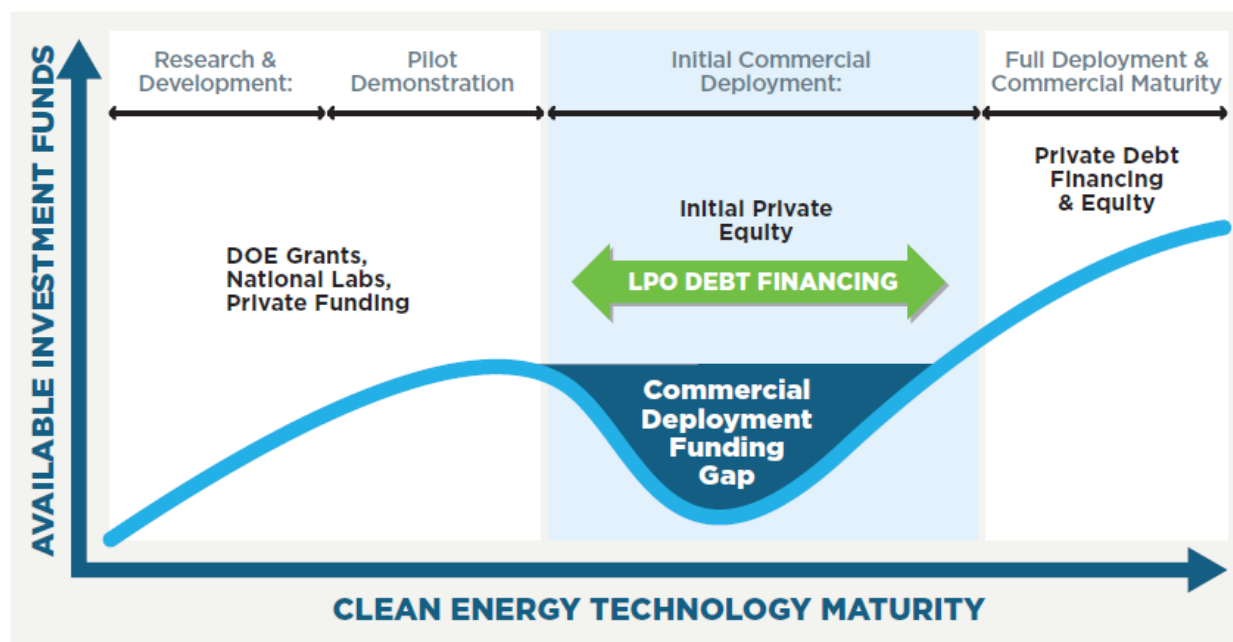 AVAILABLE INVESTMENT FUNDS
Research &
Development:
Pilot
Demonstration
Initial Commercial
Deployment:
Full Deployment &
Commercial Maturity
DOE Grants,
National Labs,
Private Funding
Initial Private
Equity
LPO DEBT FINANCING
Commercial
Deployment
Funding
Gap
Private Debt
Financing
& Equity
CLEAN ENERGY TECHNOLOGY MATURITY